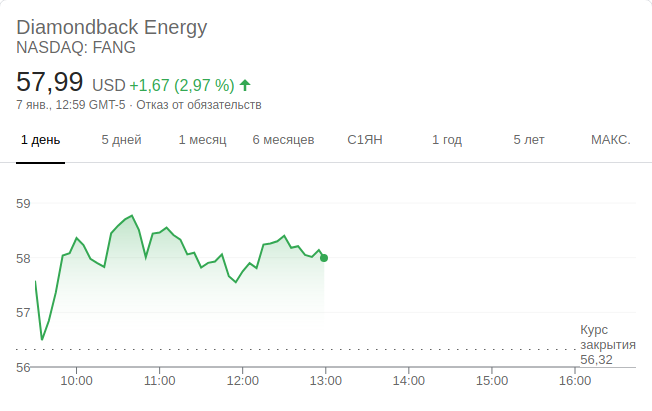 Diamondback Energy
NASDAQ: FANG
57,99 USD +1,67 (2,97 %)
7 янв., 12:59 GMT-5 · Отказ от обязательств
1 день 5 дней 1 месяц 6 месяцев С1ЯН 1 год 5 лет МАКС.
59
58
57
Курс
закрытия
56,32
56
10:00 11:00 12:00 13:00 14:00 15:00 16:00